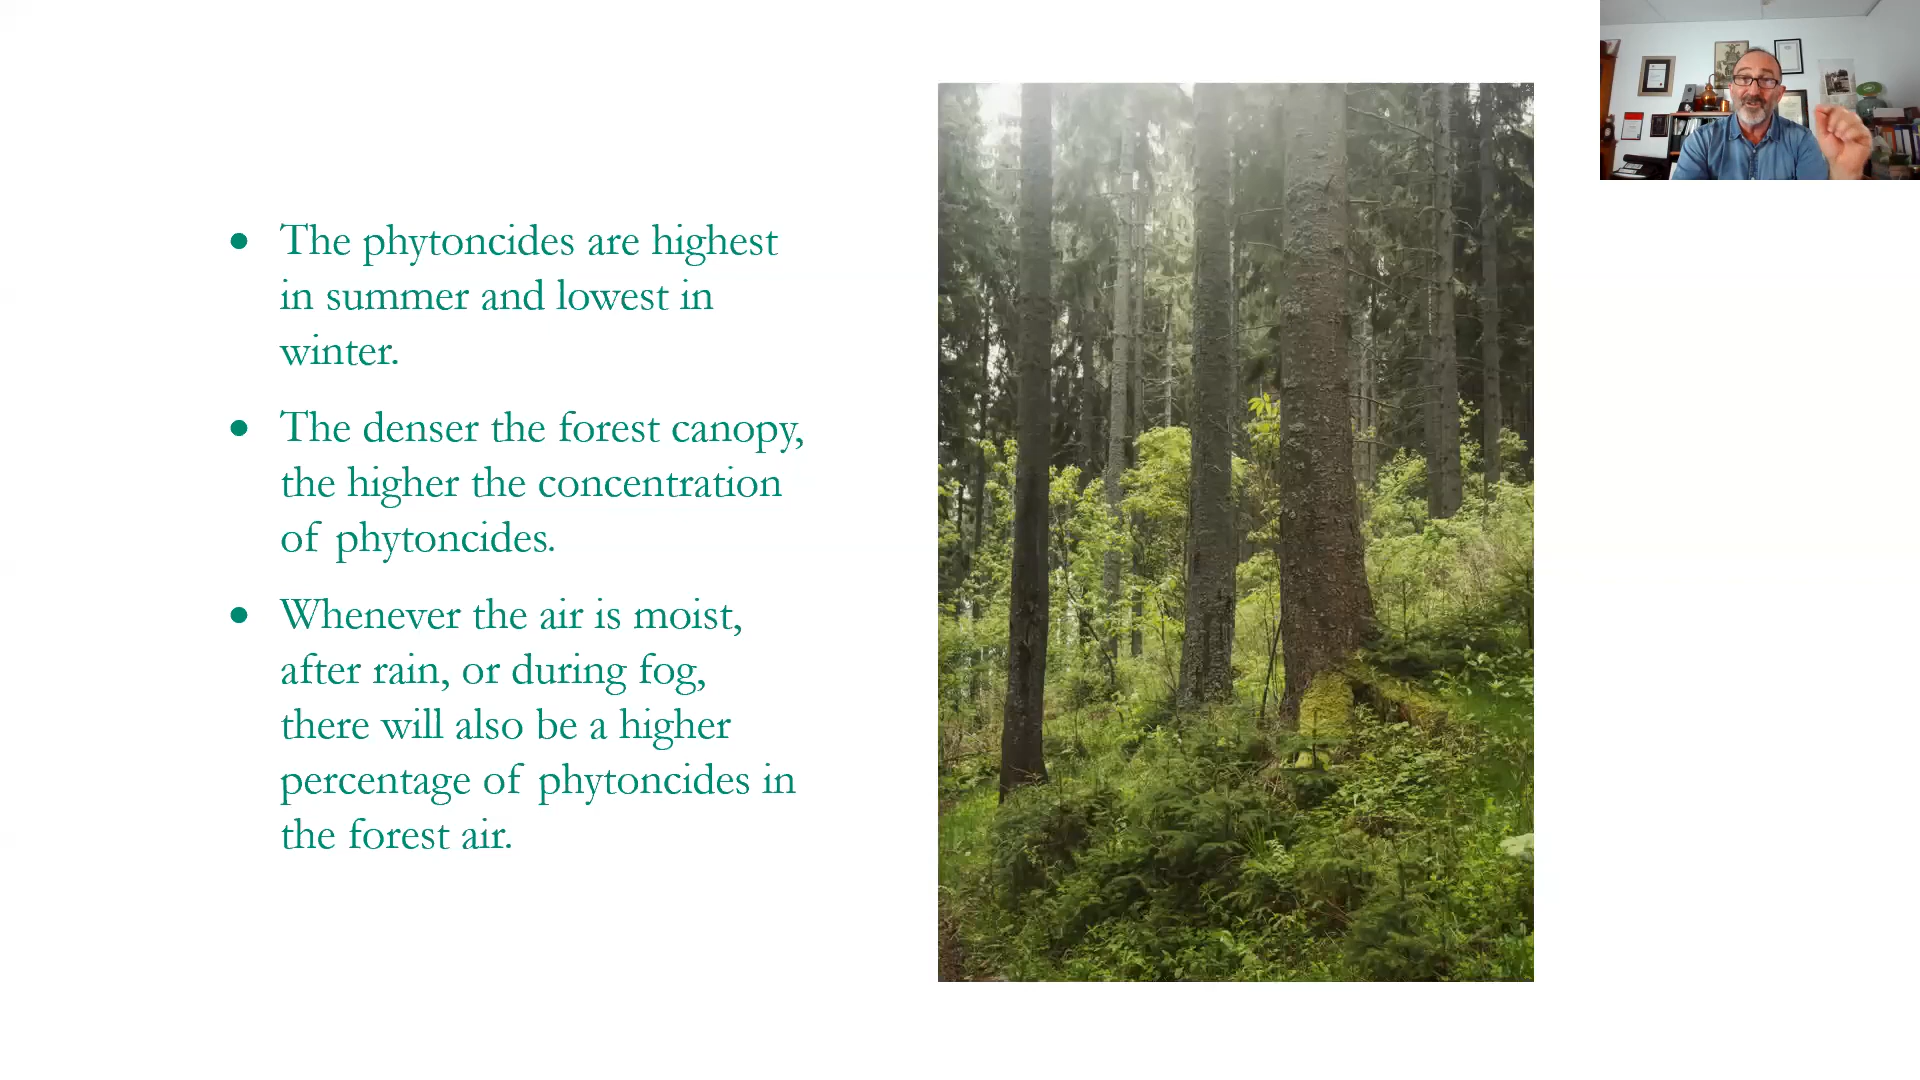 The phytoncides are highest
in summer and lowest in
winter.
The denser the forest canopy,
the higher the concentration
of phytoncides.
Whenever the air is moist,
after rain, or during fog,
there will also be a higher
percentage of phytoncides in
the forest air.